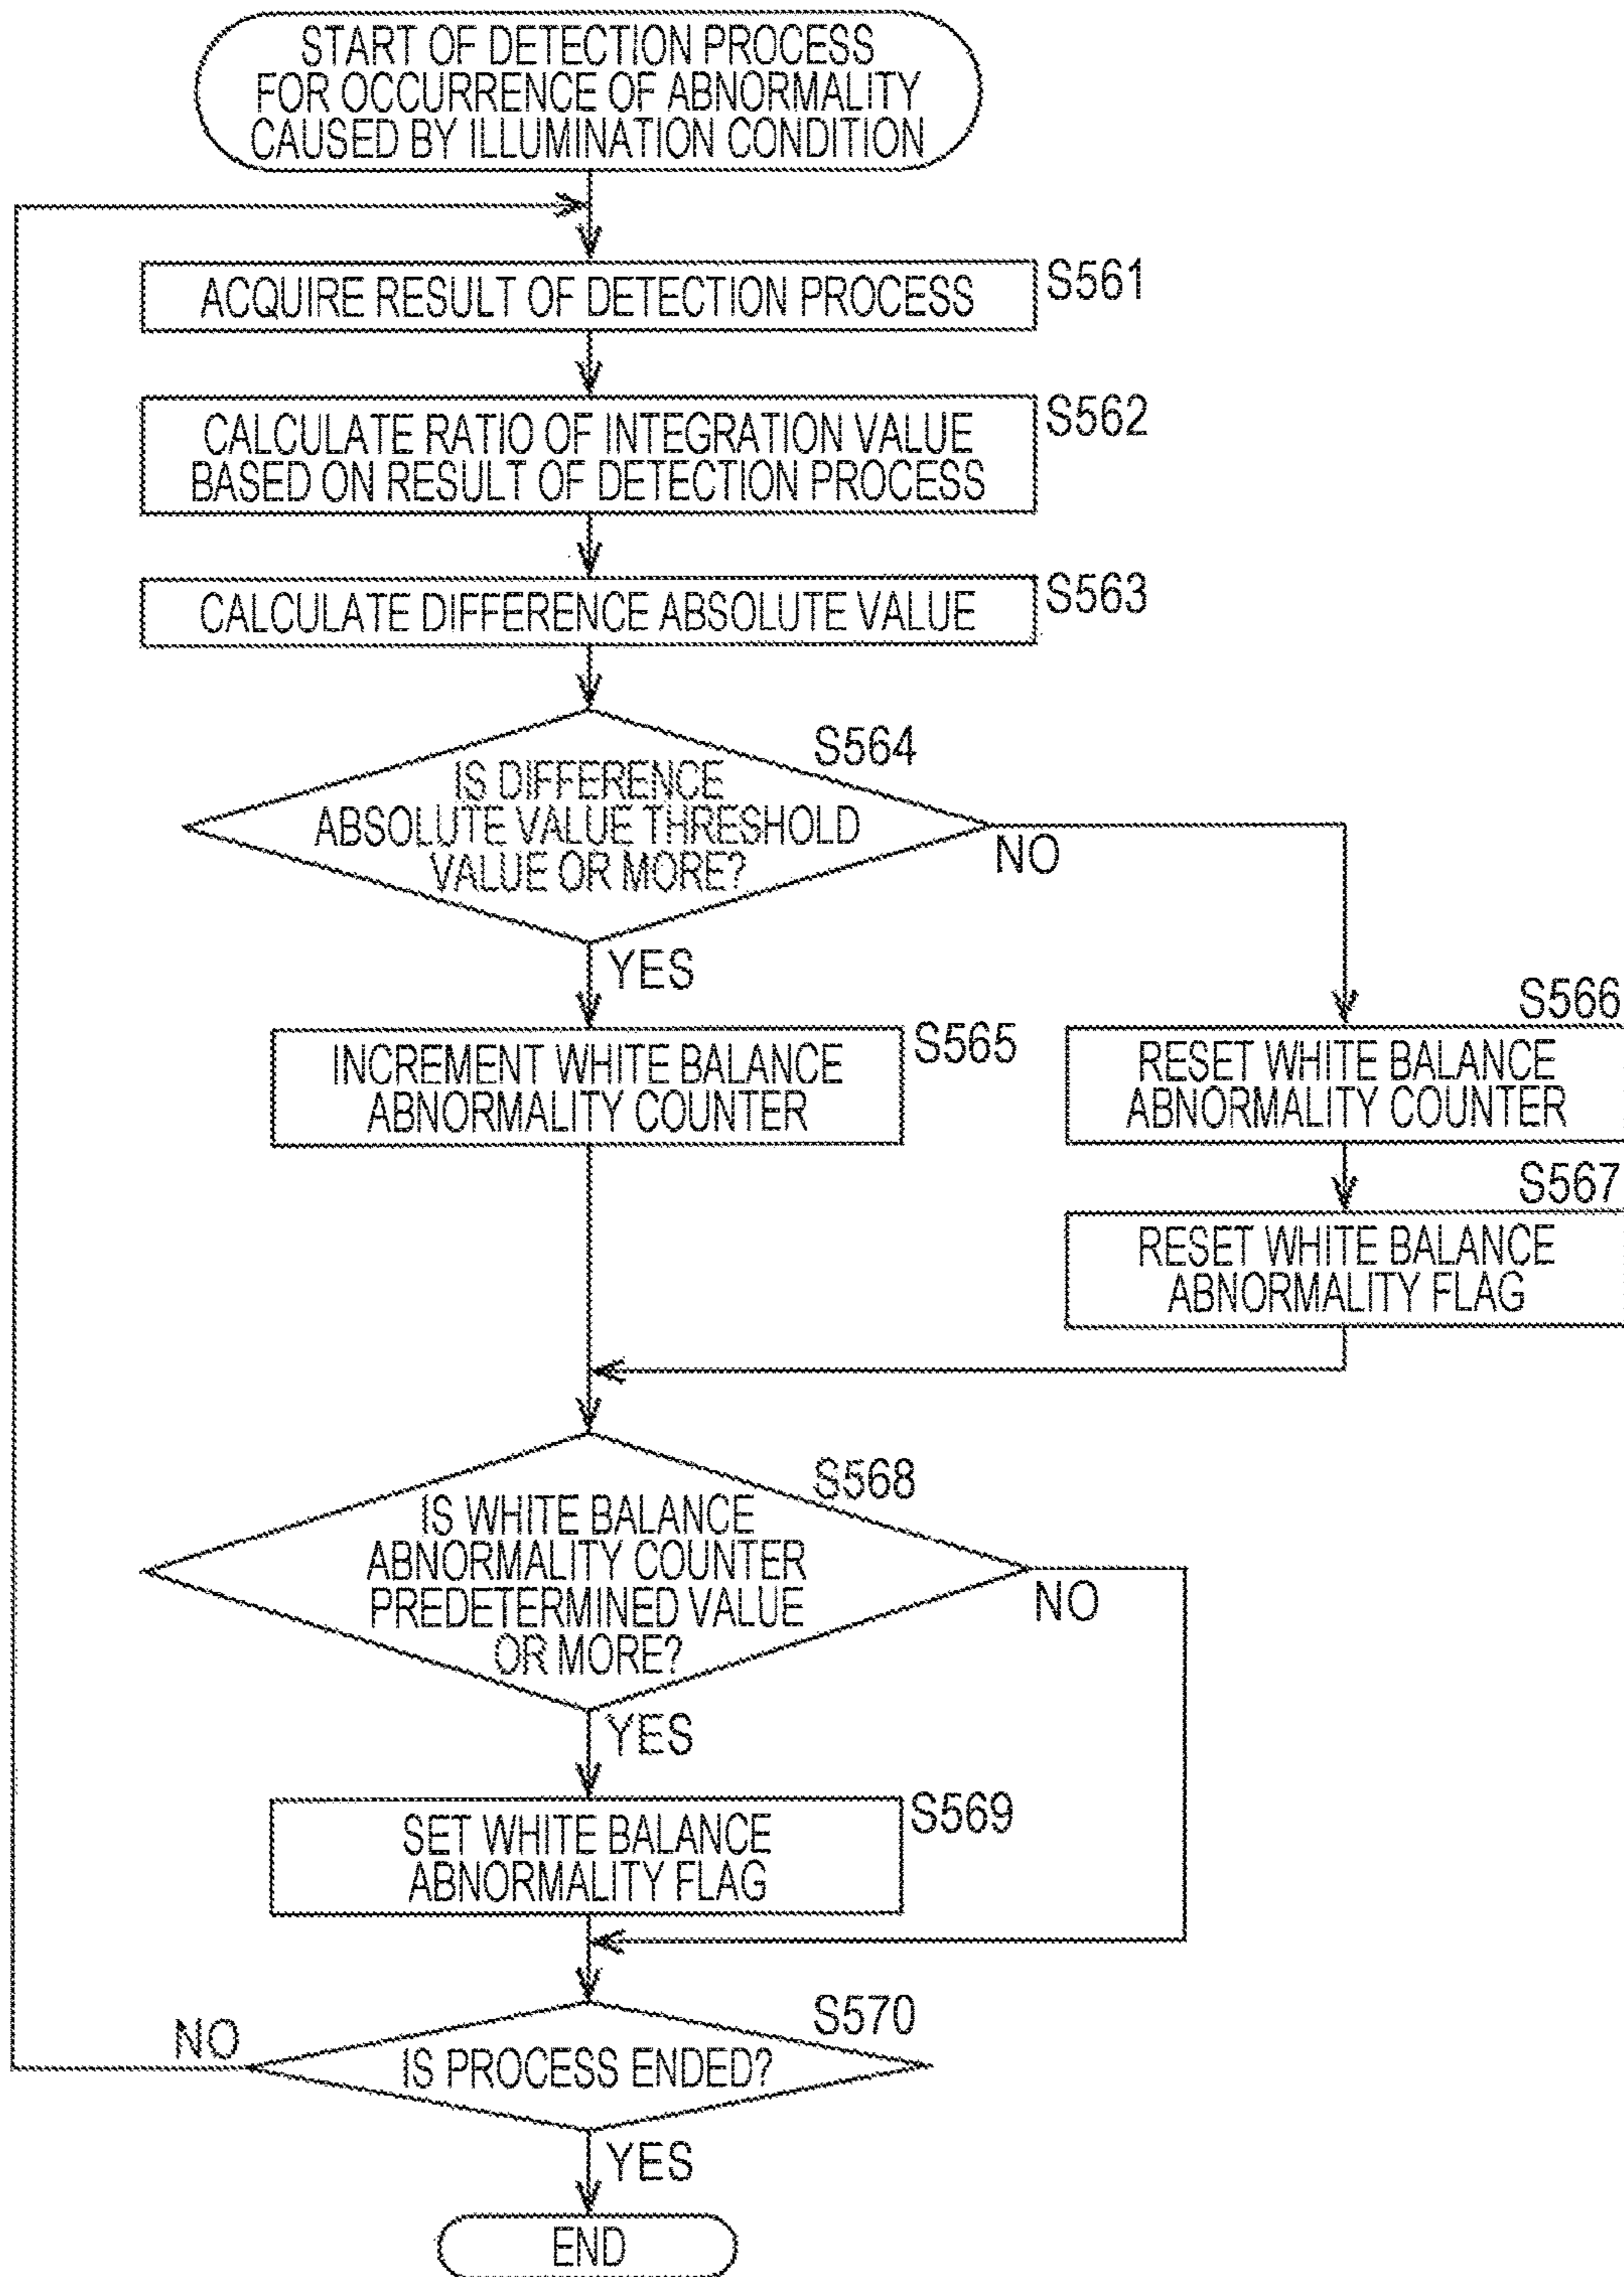 START OF DETECTION PROCESS
FOR OCCURRENCE OF ABNORMALITY
CAUSED BY ILLUMINATION CONDITION
ACQUIRE RESULT OF DETECTION PROCESS
S561
CALCULATE RATIO OF INTEGRATION VALUE
BASED ON RESULT OF DETECTION PROCESS
S562
CALCULATE DIFFERENCE ABSOLUTE VALUE
S563
S564
IS DIFFERENCE
ABSOLUTE VALUE THRESHOLD
VALUE OR MORE?
NO
YES
INCREMENT WHITE BALANCE
ABNORMALITY COUNTER
S565
S566
RESET WHITE BALANCE
ABNORMALITY COUNTER
S567
RESET WHITE BALANCE
ABNORMALITY FLAG
S568
IS WHITE BALANCE
ABNORMALITY COUNTER
PREDETERMINED VALUE
OR MORE?
NO
YES
SET WHITE BALANCE
ABNORMALITY FLAG
S569
S570
IS PROCESS ENDED?
NO
YES
END